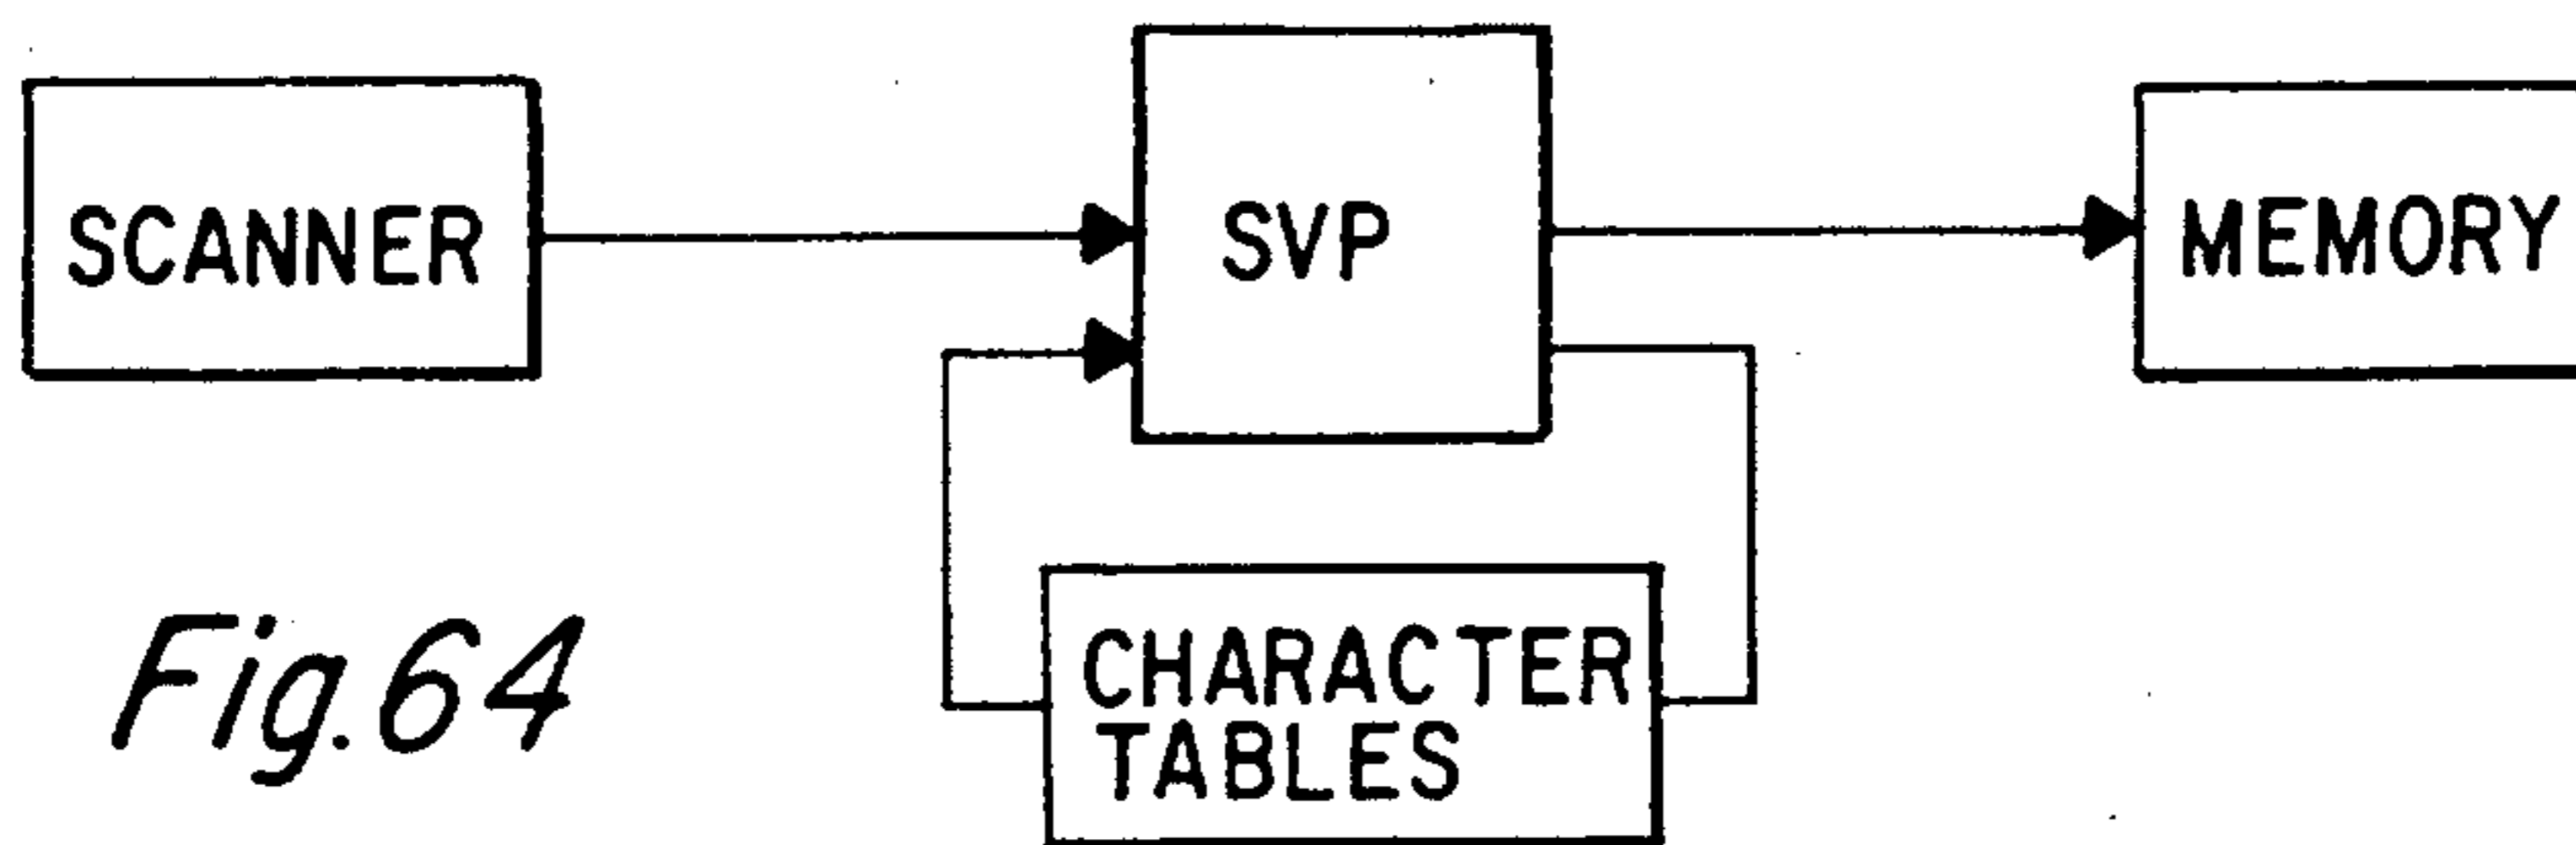 SCANNER
SVP
MEMORY
CHARACTER
TABLES
Fig.64